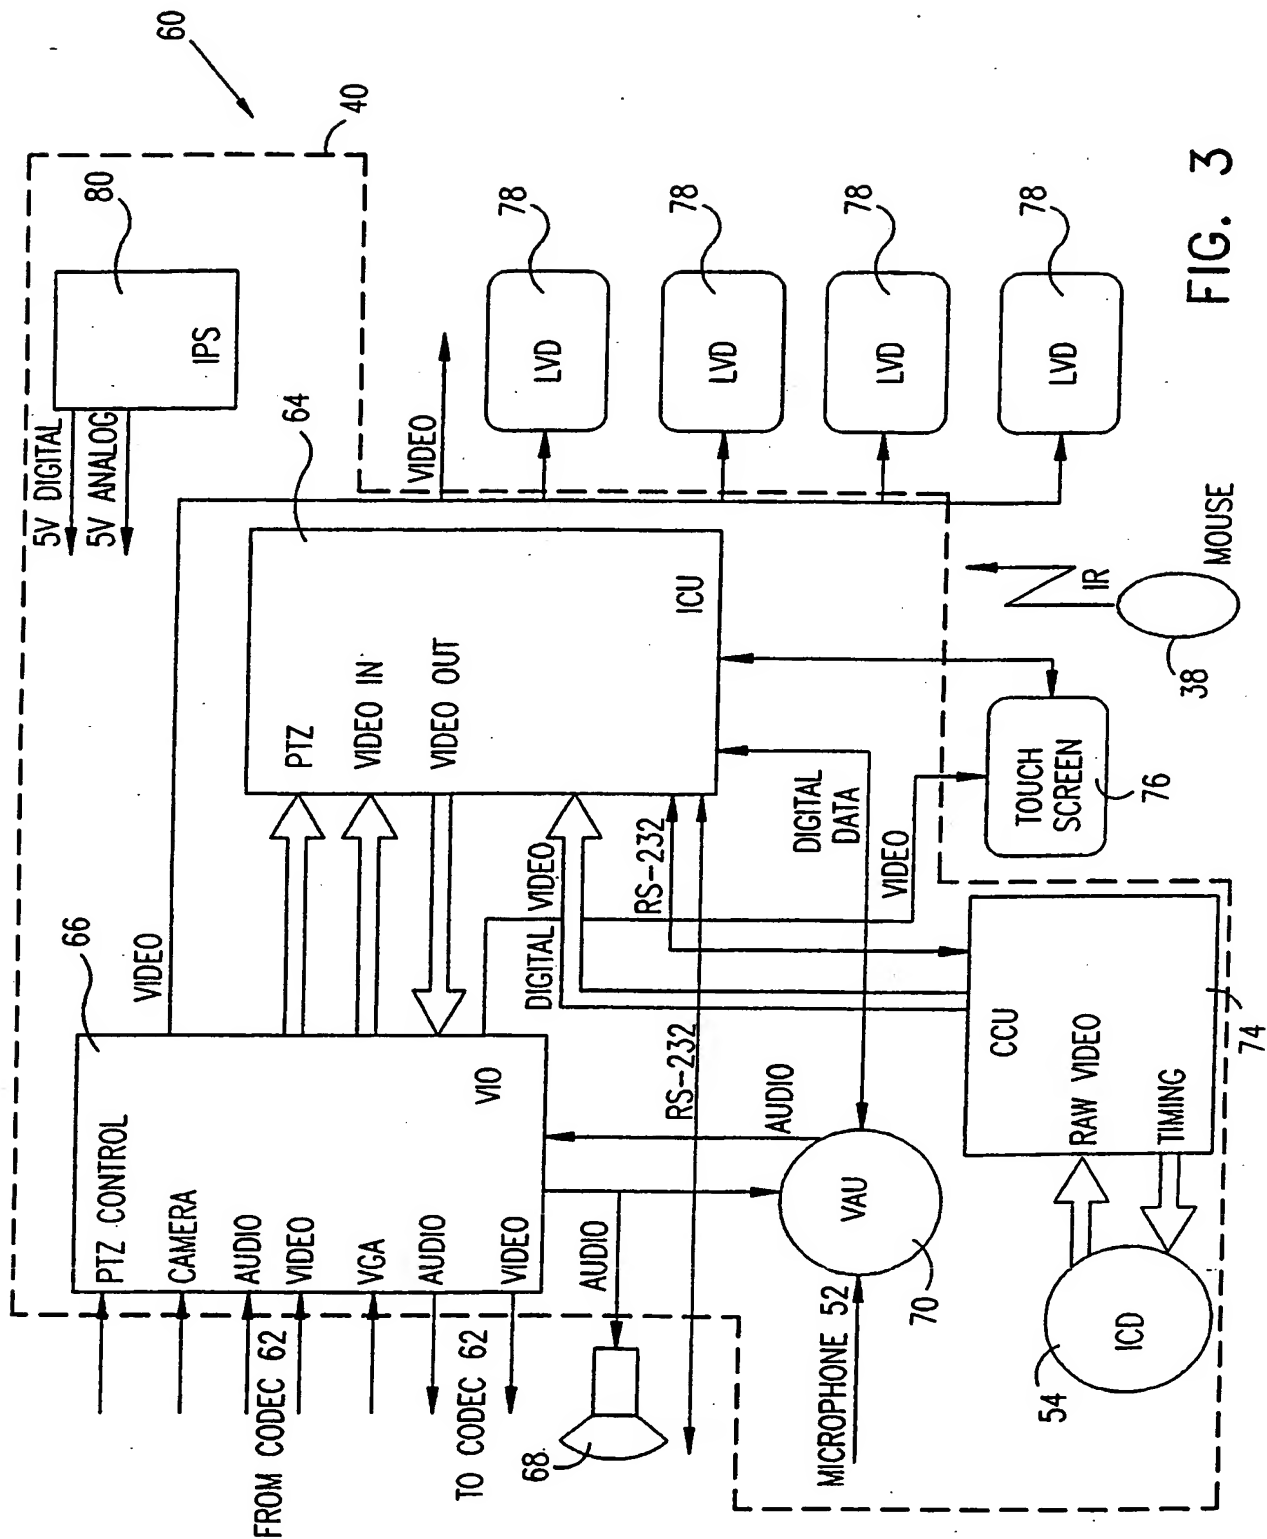 60
40
80
IPS
5V DIGITAL
5V ANALOG
64
PTZ
VIDEO IN
VIDEO OUT
ICU
66
VIDEO
PTZ CONTROL
CAMERA
AUDIO
VIDEO
VGA
AUDIO
VIDEO
VIO
FROM CODEC 62
TO CODEC 62
VIDEO
78
LVD
78
LVD
78
LVD
78
LVD
DIGITAL VIDEO
RS-232
RS-232
DIGITAL
DATA
VIDEO
AUDIO
AUDIO
68
VAU
70
MICROPHONE 52
TOUCH
SCREEN
76
IR
MOUSE
38
CCU
RAW VIDEO
TIMING
74
ICD
54
FIG. 3